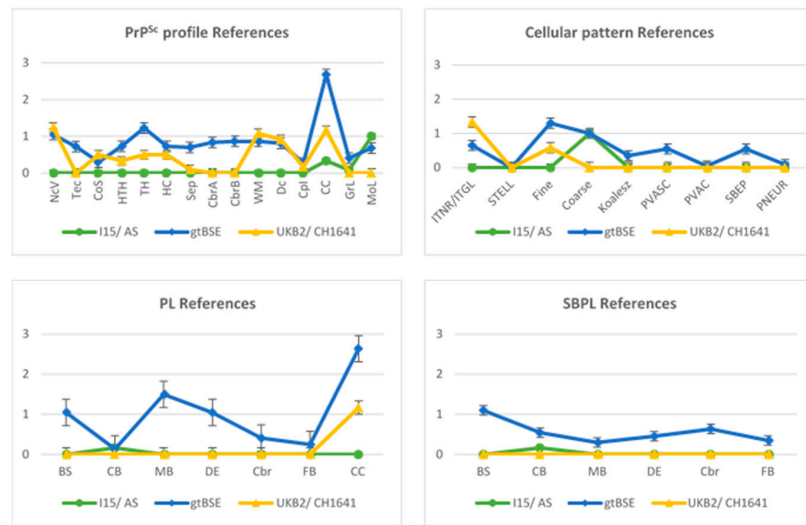 PrPSc profile References
3
2
1
0
NcV Tec CoS HTH TH HC Sep CbrA CbrB WM Dc Cpl CC GrL MoL
I15/ AS gtBSE UKB2/ CH1641
Cellular pattern References
3
2
1
0
ITNR/ITGL STELL Fine Coarse Koalesz PVASC PVAC SBEP PNEUR
I15/ AS gtBSE UKB2/ CH1641
PL References
3
2
1
0
BS CB MB DE Cbr FB CC
I15/ AS gtBSE UKB2/ CH1641
SBPL References
3
2
1
0
BS CB MB DE Cbr FB
I15/ AS gtBSE UKB2/ CH1641